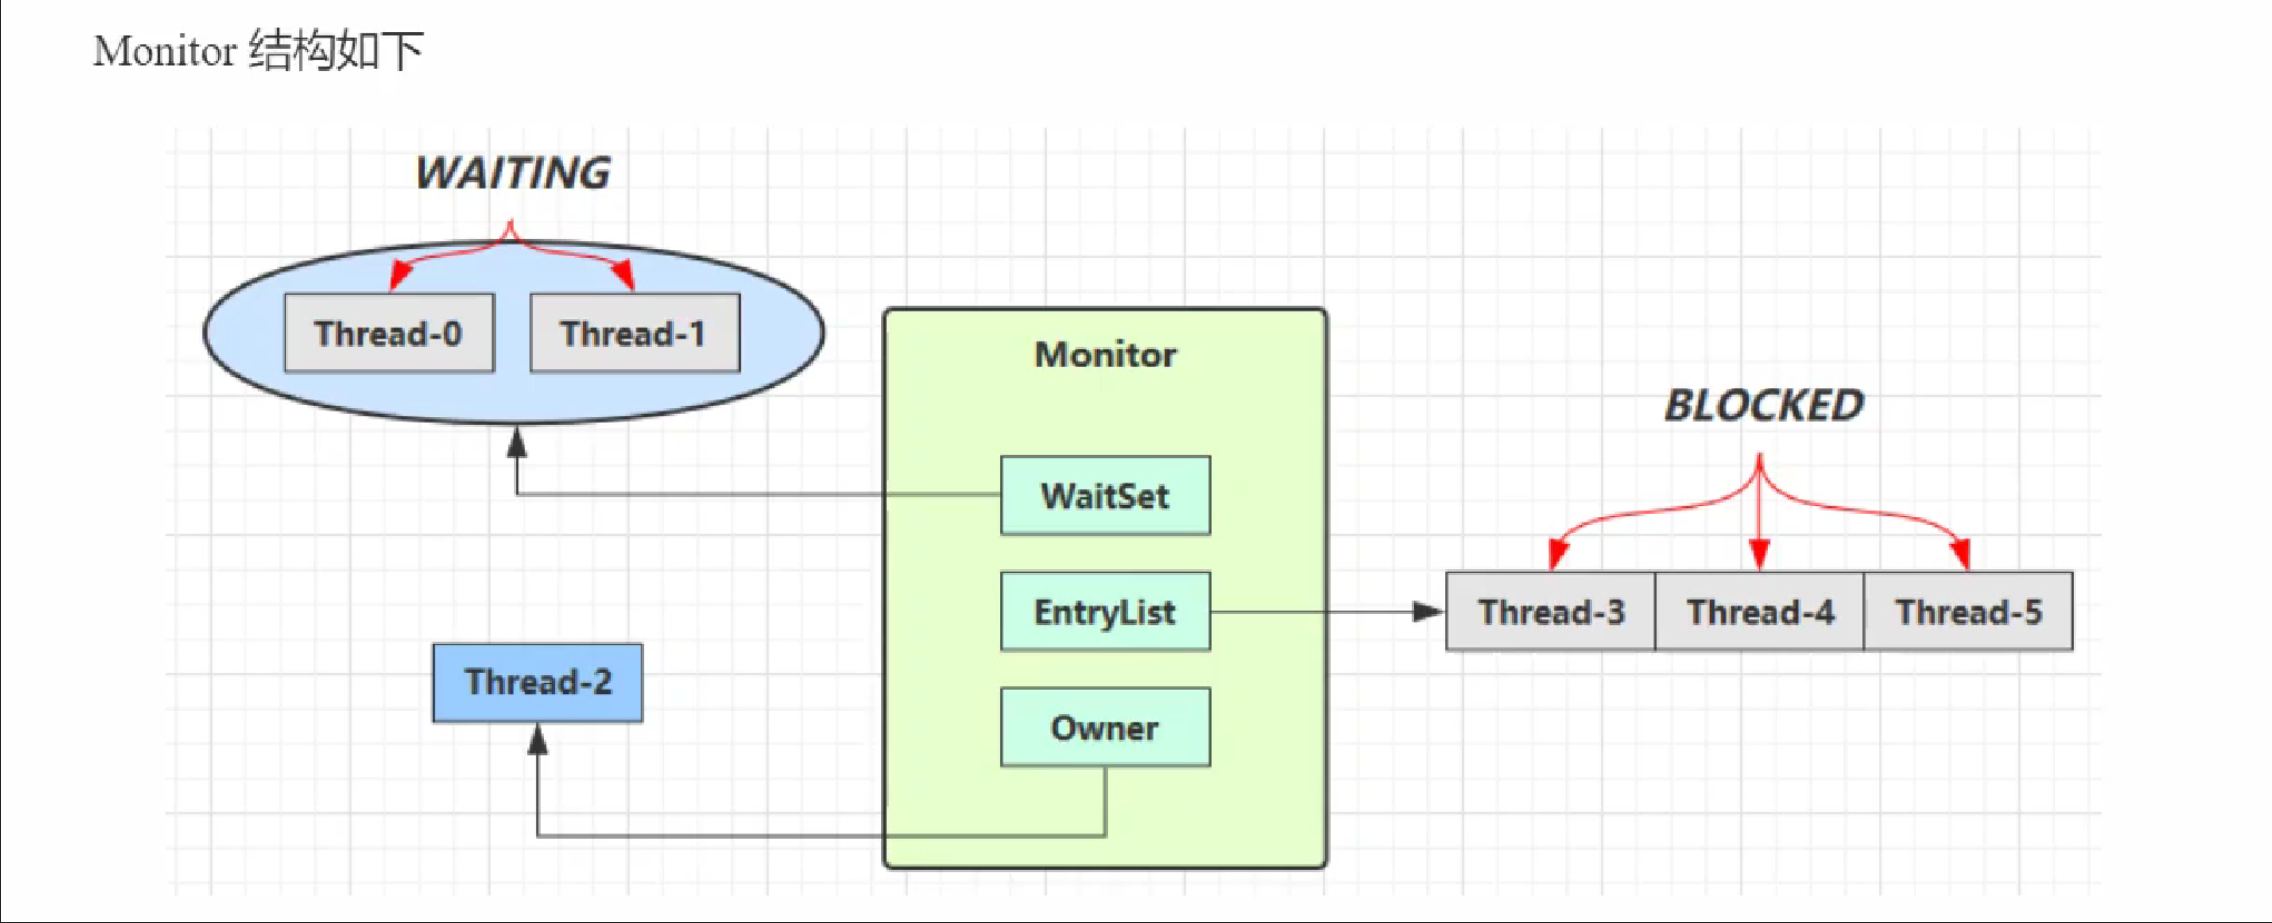 Monitor 结构如下
WAITING
Thread-0
Thread-1
Monitor
WaitSet
EntryList
Owner
BLOCKED
Thread-3
Thread-4
Thread-5
Thread-2